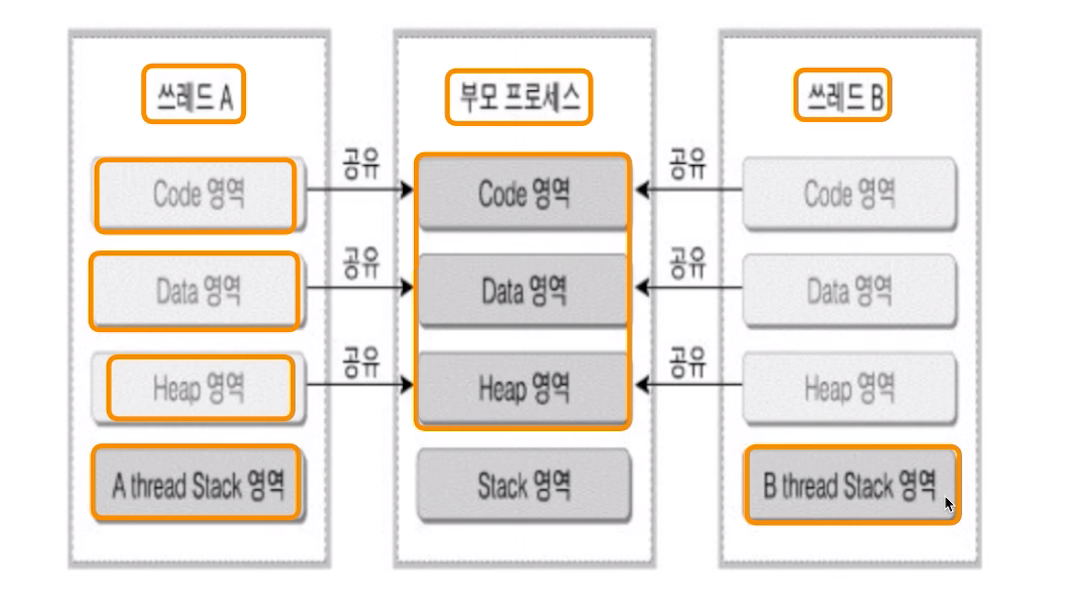 쓰레드 A
부모 프로세스
쓰레드 B
Code 영역
공유
Code 영역
공유
Code 영역
Data 영역
공유
Data 영역
공유
Data 영역
Heap 영역
공유
Heap 영역
공유
Heap 영역
A thread Stack 영역
Stack 영역
B thread Stack 영역